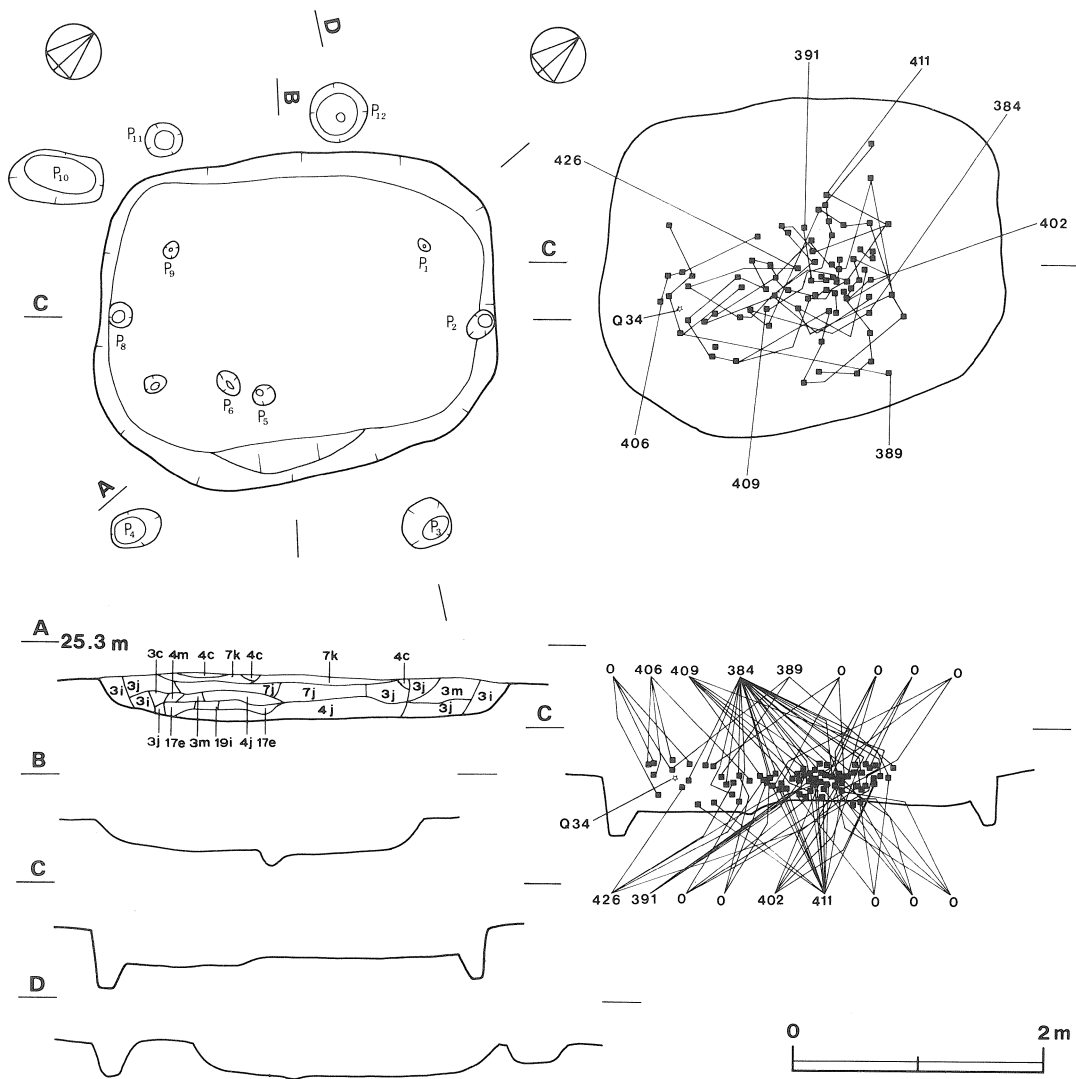 D
B
P12
P11
P10
P9
P1
C
P2
P8
P6
P5
A
P4
P3
391
411
384
426
402
C
Q34
406
409
389
A 25.3 m
3c 4m 4c 7k 4c 7k 4c
3i 3j 3i 7j 7j 3j 3j 3m 3i
4j 3j
3j 17e 3m 19i 4j 17e
B
C
D
0 406 409 384 389 0 0 0 0
C
Q34
426 391 0 0 402 411 0 0 0
0 2m